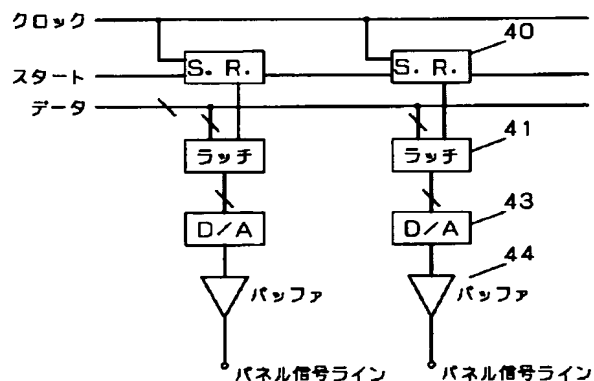 クロック
40
S. R.
S. R.
スタート
データ
41
ラッチ
ラッチ
43
D/A
D/A
44
バッファ
バッファ
パネル信号ライン
パネル信号ライン